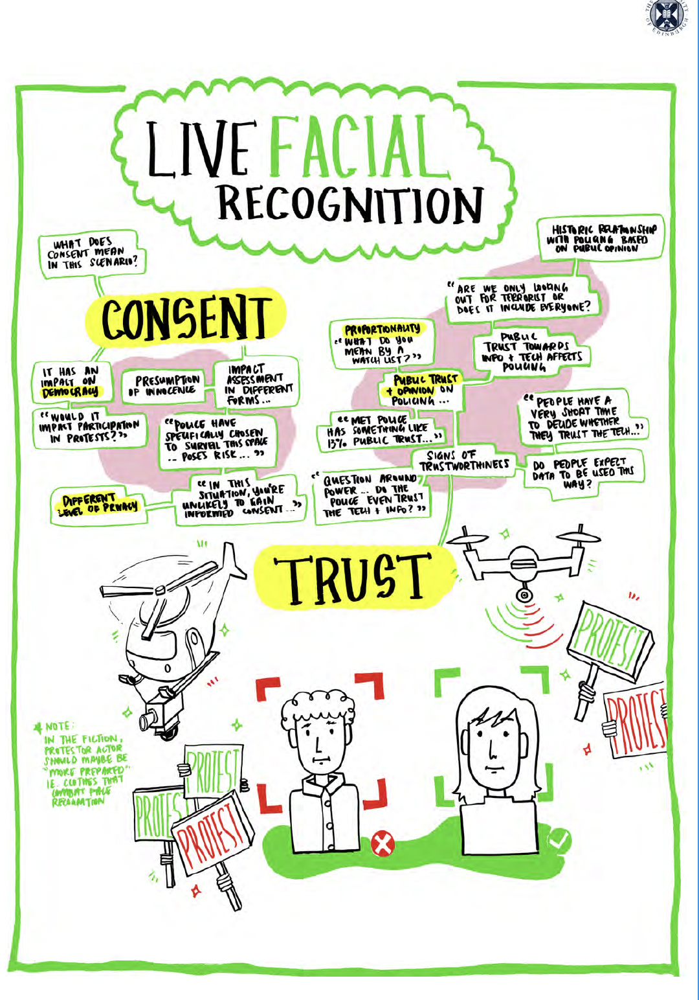 THE UNIVERSITY OF EDINBURGH
LIVE FACIAL
RECOGNITION
WHAT DOES
CONSENT MEAN
IN THIS SCENARIO?
CONSENT
IT HAS AN
IMPACT ON
DEMOCRACY
PRESUMPTION
OF INNOCENCE
IMPACT
ASSESSMENT
IN DIFFERENT
FORMS...
"WOULD IT
IMPACT PARTICIPATION
IN PROTESTS?"
"POLICE HAVE
SPECIFICALLY CHOSEN
TO SURVEIL THIS SPACE
... POSES RISK..."
DIFFERENT
LEVEL OF PRIVACY
"IN THIS
SITUATION, YOU'RE
UNLIKELY TO GAIN
INFORMED CONSENT..."
HISTORIC RELATIONSHIP
WITH POLICING BASED
ON PUBLIC OPINION
"ARE WE ONLY LOOKING
OUT FOR TERRORIST OR
DOES IT INCLUDE EVERYONE?
PROPORTIONALITY
"WHAT DO YOU
MEAN BY A
WATCH LIST?"
PUBLIC
TRUST TOWARDS
INFO + TECH AFFECTS
POLICING
PUBLIC TRUST
+ OPINION ON
POLICING...
"MET POLICE
HAS SOMETHING LIKE
13% PUBLIC TRUST..."
"PEOPLE HAVE A
VERY SHORT TIME
TO DECIDE WHETHER
THEY TRUST THE TECH..."
SIGNS OF
TRUSTWORTHINESS
DO PEOPLE EXPECT
DATA TO BE USED THIS
WAY?
"QUESTION AROUND
POWER... DO THE
POLICE EVEN TRUST
THE TECH + INFO?"
TRUST
PROTEST
PROTEST
* NOTE:
IN THE FICTION,
PROTESTOR ACTOR
SHOULD MAYBE BE
"MORE PREPARED"
IE. CLOTHES THAT
COMBAT FACE
RECOGNITION
PROTEST
PROTEST
PROTEST